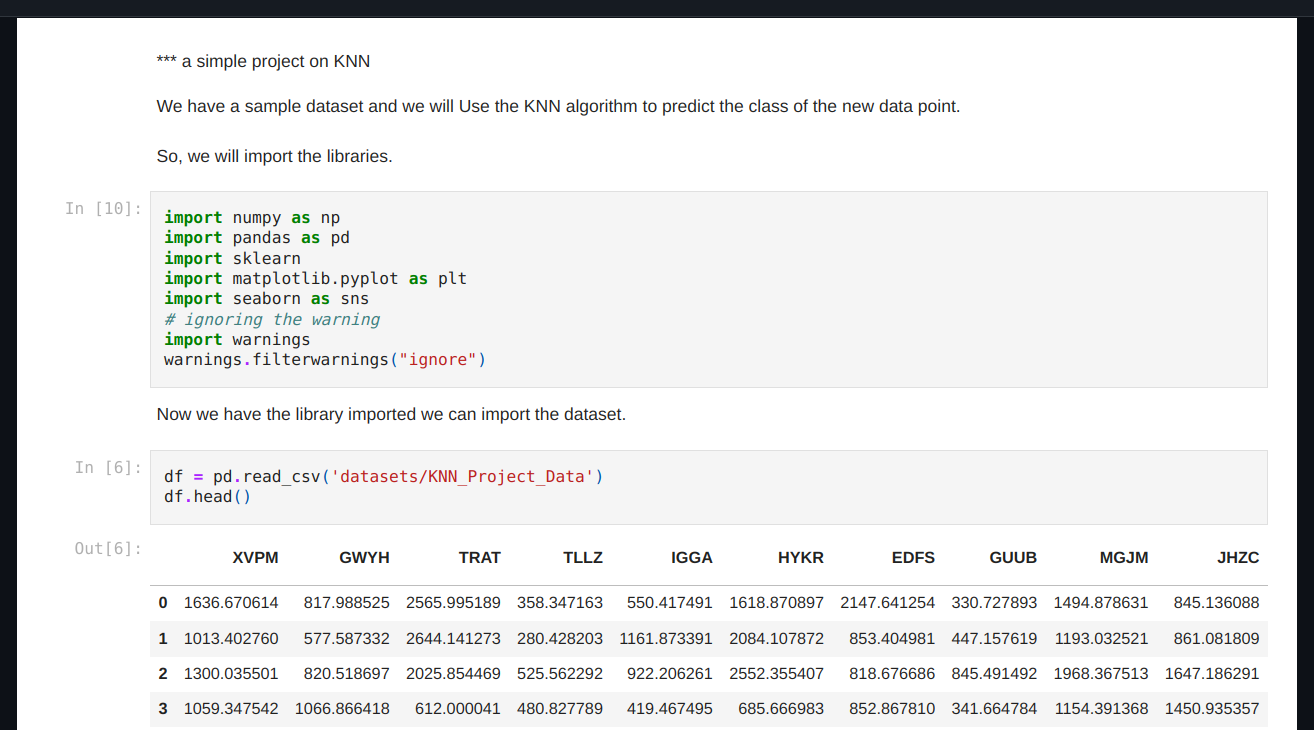 *** a simple project on KNN
We have a sample dataset and we will Use the KNN algorithm to predict the class of the new data point.
So, we will import the libraries.
In [10]:
import numpy as np
import pandas as pd
import sklearn
import matplotlib.pyplot as plt
import seaborn as sns
# ignoring the warning
import warnings
warnings.filterwarnings("ignore")
Now we have the library imported we can import the dataset.
In [6]:
df = pd.read_csv('datasets/KNN_Project_Data')
df.head()
Out[6]:
XVPM GWYH TRAT TLLZ IGGA HYKR EDFS GUUB MGJM JHZC
0 1636.670614 817.988525 2565.995189 358.347163 550.417491 1618.870897 2147.641254 330.727893 1494.878631 845.136088
1 1013.402760 577.587332 2644.141273 280.428203 1161.873391 2084.107872 853.404981 447.157619 1193.032521 861.081809
2 1300.035501 820.518697 2025.854469 525.562292 922.206261 2552.355407 818.676686 845.491492 1968.367513 1647.186291
3 1059.347542 1066.866418 612.000041 480.827789 419.467495 685.666983 852.867810 341.664784 1154.391368 1450.935357